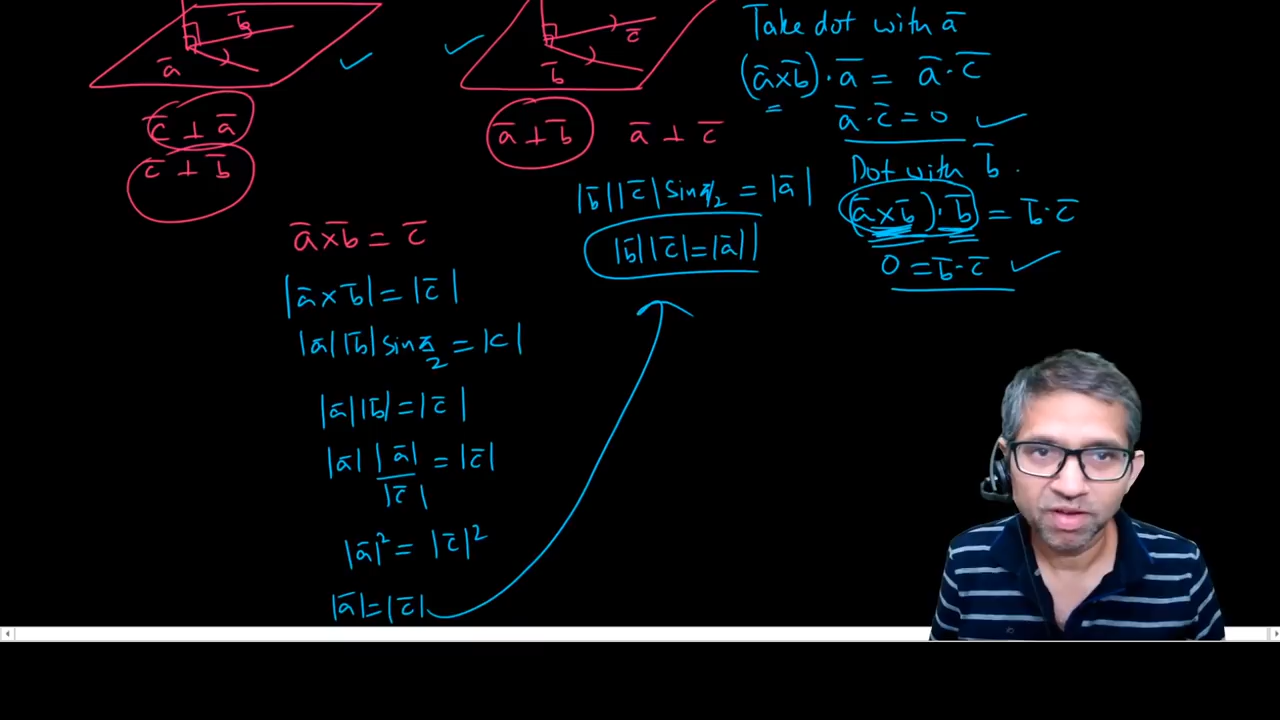 b̄
ā
c̄ ⊥ ā
c̄ ⊥ b̄
c̄
b̄
ā ⊥ b̄ ā ⊥ c̄
|b̄| |c̄| sin π/2 = |ā|
|b̄| |c̄| = |ā|
ā × b̄ = c̄
|ā × b̄| = |c̄|
|ā| |b̄| sin π/2 = |c|
|ā| |b̄| = |c̄|
|ā| |ā|/|c̄| = |c̄|
|ā|² = |c̄|²
|ā| = |c̄|
Take dot with ā
(ā×b̄) · ā = ā · c̄
ā · c̄ = 0 ✓
Dot with b̄ .
(ā×b̄) · b̄ = b̄ · c̄
0 = b̄ · c̄ ✓